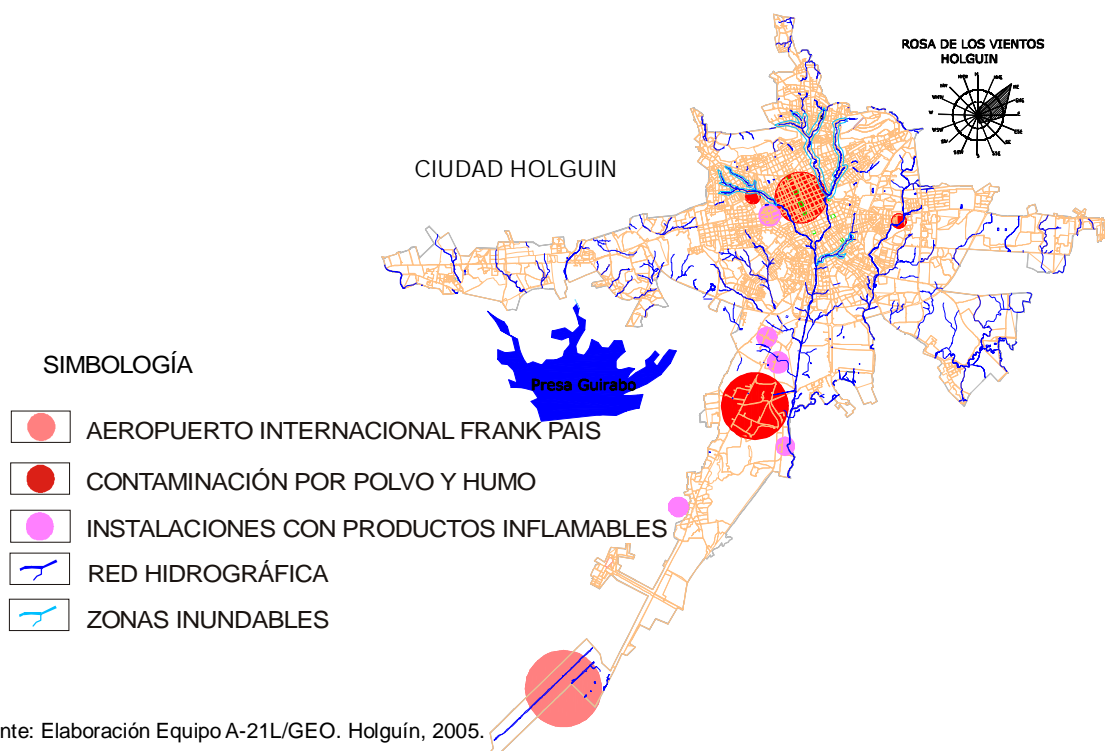 ROSA DE LOS VIENTOS
HOLGUIN
CIUDAD HOLGUIN
Presa Guirabo
SIMBOLOGÍA
AEROPUERTO INTERNACIONAL FRANK PAIS
CONTAMINACIÓN POR POLVO Y HUMO
INSTALACIONES CON PRODUCTOS INFLAMABLES
RED HIDROGRÁFICA
ZONAS INUNDABLES
nte: Elaboración Equipo A-21L/GEO. Holguín, 2005.